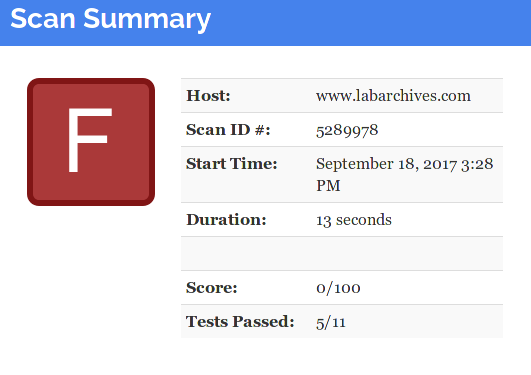 Scan Summary
F
Host: www.labarchives.com
Scan ID #: 5289978
Start Time: September 18, 2017 3:28
PM
Duration: 13 seconds
Score: 0/100
Tests Passed: 5/11